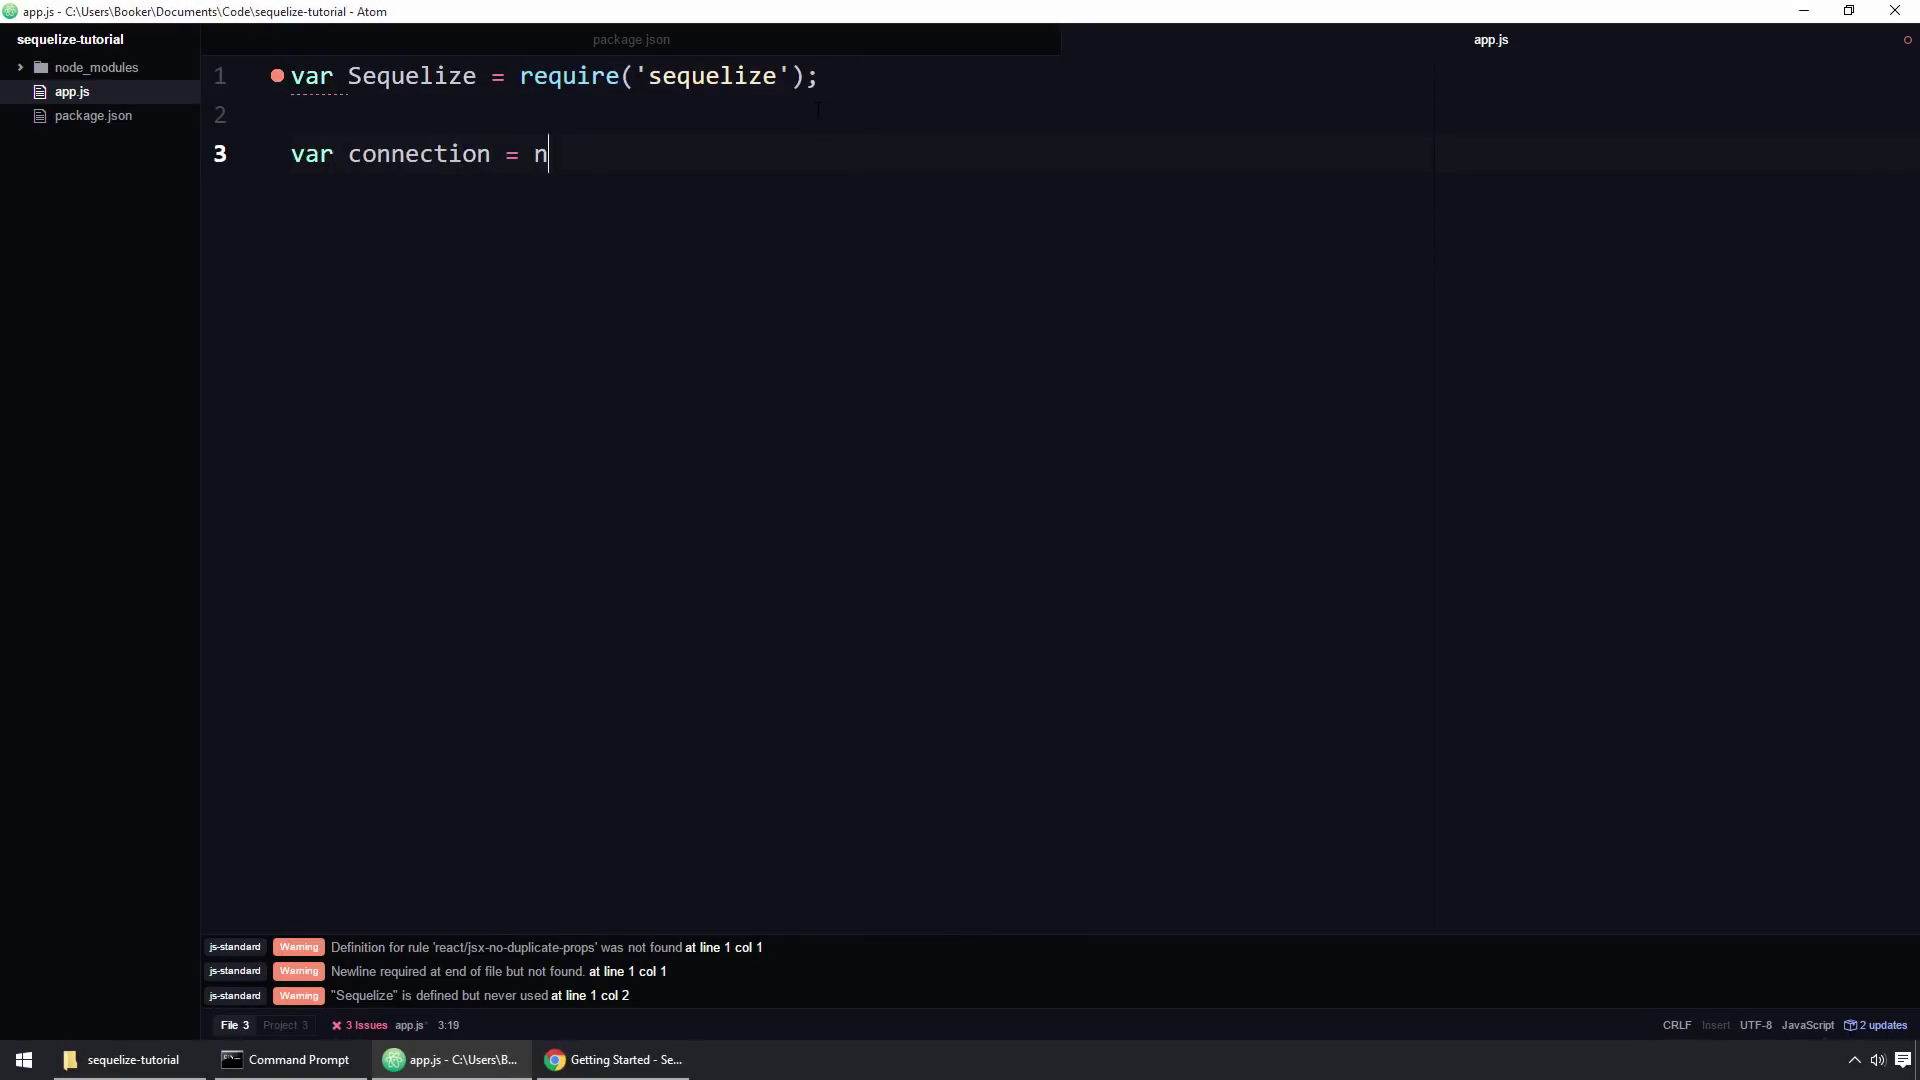 app.js - C:\Users\Booker\Documents\Code\sequelize-tutorial - Atom
sequelize-tutorial
package.json
app.js
node_modules
app.js
package.json
1 var Sequelize = require('sequelize');
2
3 var connection = n
js-standard Warning Definition for rule 'react/jsx-no-duplicate-props' was not found at line 1 col 1
js-standard Warning Newline required at end of file but not found. at line 1 col 1
js-standard Warning "Sequelize" is defined but never used at line 1 col 2
File 3 Project 3 3 Issues app.js* 3:19 CRLF Insert UTF-8 JavaScript 2 updates
sequelize-tutorial Command Prompt app.js - C:\Users\B... Getting Started - Se...